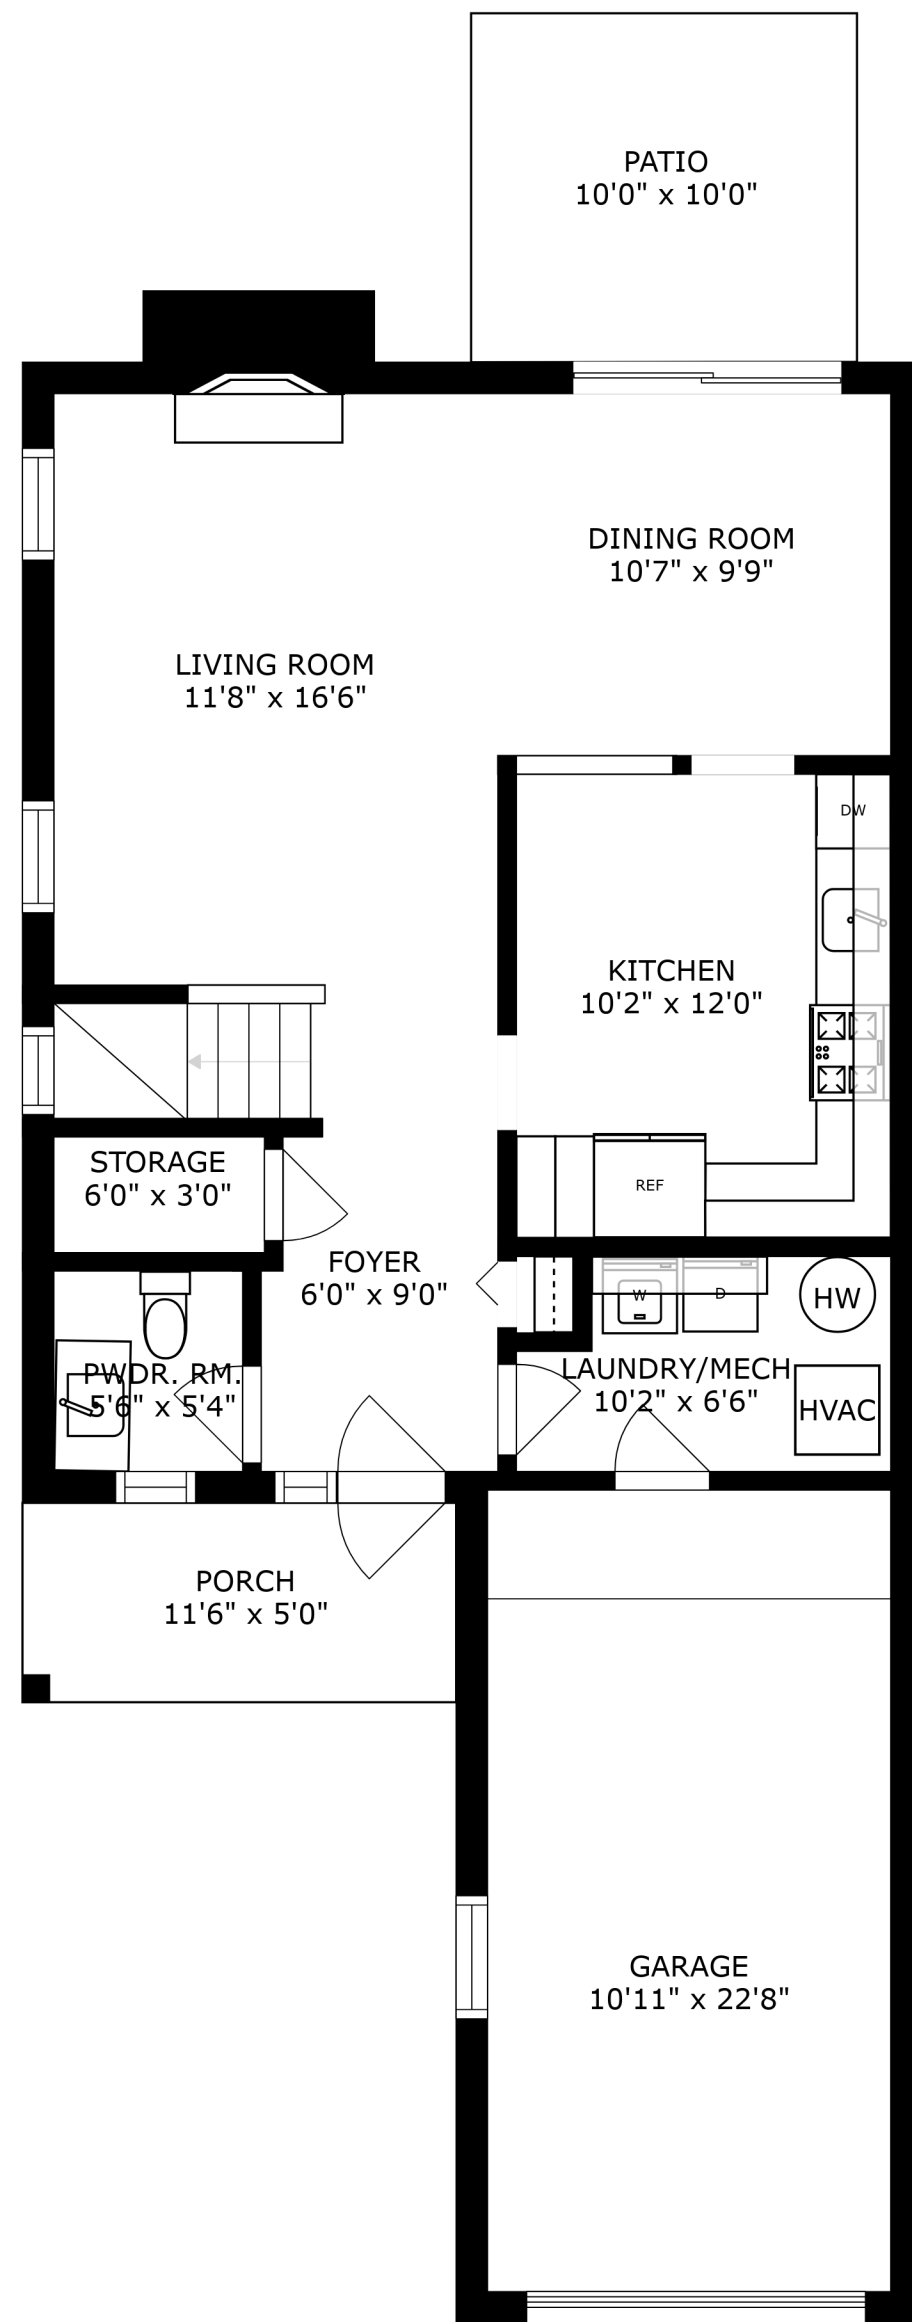 PATIO
10'0" x 10'0"
DINING ROOM
10'7" x 9'9"
LIVING ROOM
11'8" x 16'6"
DW
KITCHEN
10'2" x 12'0"
STORAGE
6'0" x 3'0"
REF
FOYER
6'0" x 9'0"
W
D
HW
PWDR. RM.
5'6" x 5'4"
LAUNDRY/MECH
10'2" x 6'6"
HVAC
PORCH
11'6" x 5'0"
GARAGE
10'11" x 22'8"